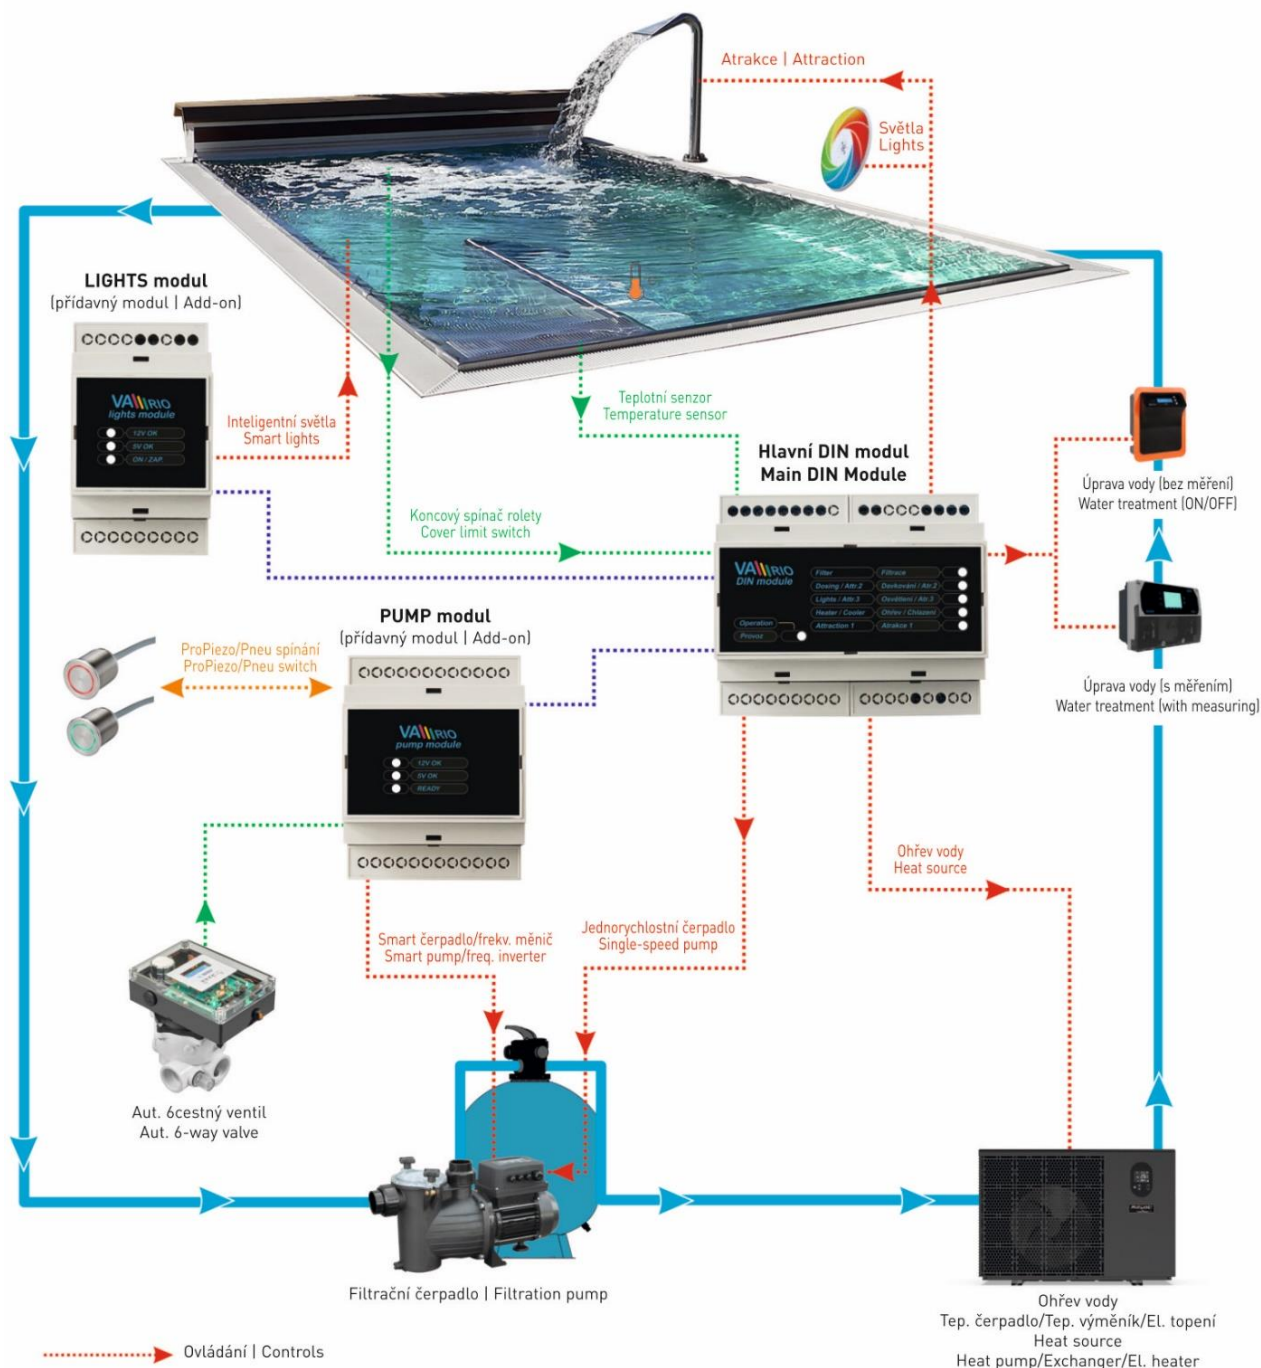 Atrakce | Attraction
Světla
Lights
LIGHTS modul
(přídavný modul | Add-on)
VARIO
lights module
12V OK
5V OK
ON / ZAP.
Inteligentní světla
Smart lights
Teplotní senzor
Temperature sensor
Koncový spínač rolety
Cover limit switch
Hlavní DIN modul
Main DIN Module
VARIO
DIN module
Filter Filtrace
Dosing / Attr.2 Dávkování / Atr.2
Lights / Attr.3 Osvětlení / Atr.3
Heater / Cooler Ohřev / Chlazení
Attraction 1 Atrakce 1
Operation
Provoz
Úprava vody (bez měření)
Water treatment (ON/OFF)
Úprava vody (s měřením)
Water treatment (with measuring)
PUMP modul
(přídavný modul | Add-on)
ProPiezo/Pneu spínání
ProPiezo/Pneu switch
VARIO
pump module
12V OK
5V OK
READY
Ohřev vody
Heat source
Smart čerpadlo/frekv. měnič
Smart pump/freq. inverter
Jednorychlostní čerpadlo
Single-speed pump
Aut. 6cestný ventil
Aut. 6-way valve
Filtrační čerpadlo | Filtration pump
Ohřev vody
Tep. čerpadlo/Tep. výměník/El. topení
Heat source
Heat pump/Exchanger/El. heater
Ovládání | Controls